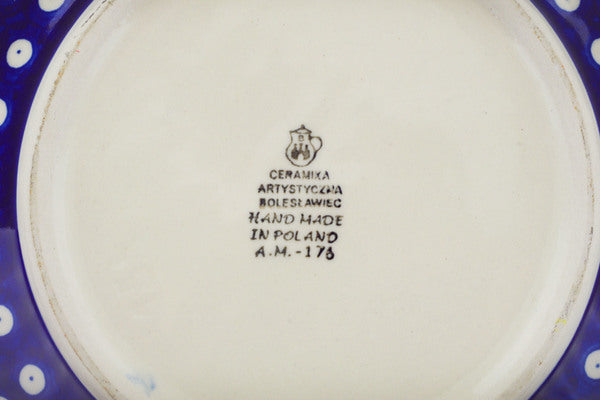 CERAMIKA
ARTYSTYCZNA
BOLESŁAWIEC
HAND MADE
IN POLAND
A.M.-176